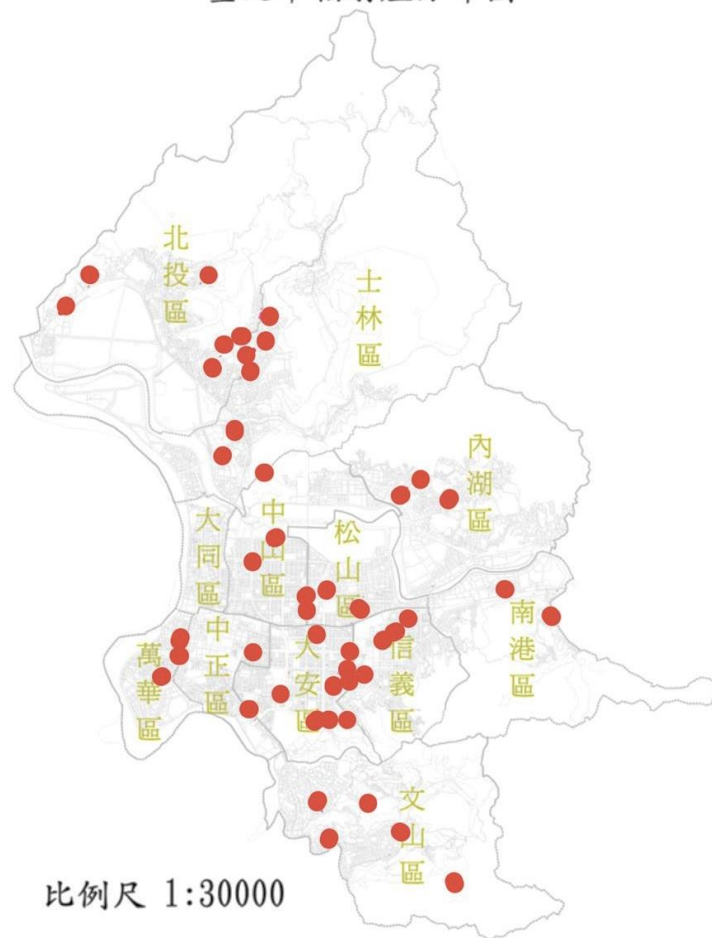 北投區
士林區
內湖區
大同區
中山區
松山區
南港區
萬華區
中正區
大安區
信義區
文山區
比例尺 1:30000